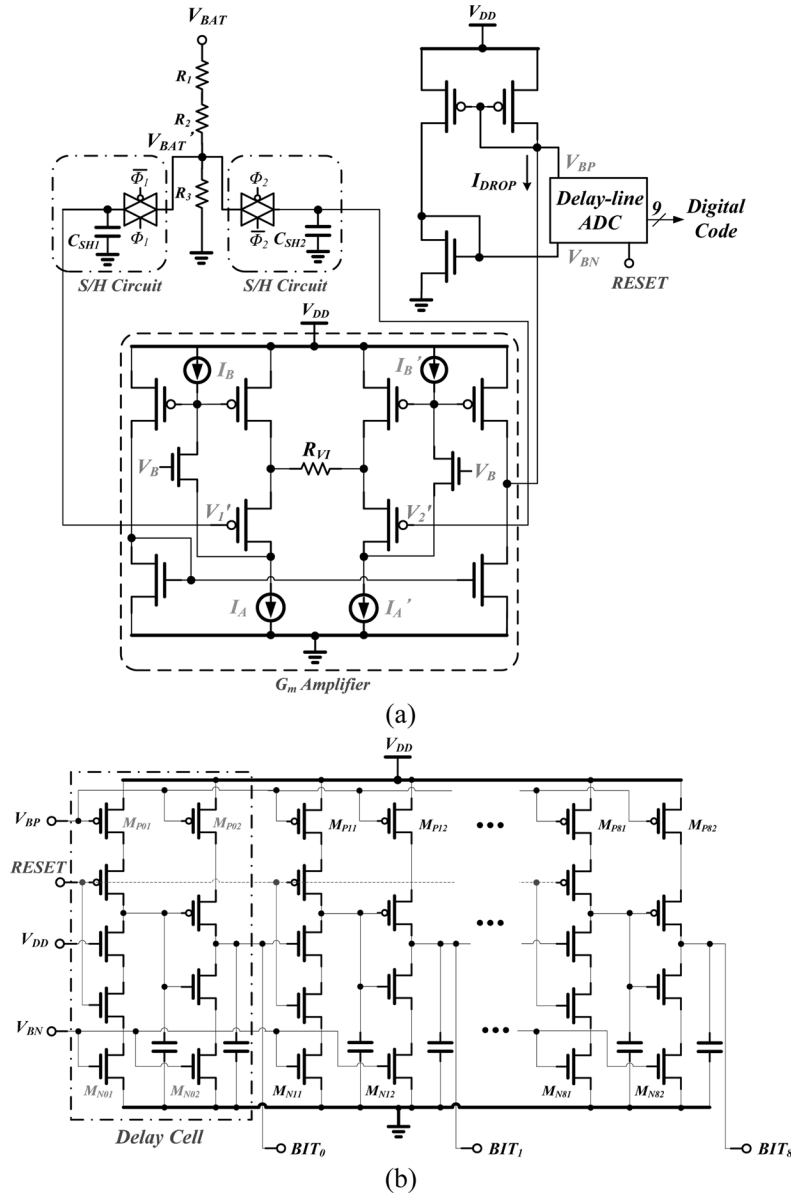 V_BAT
V_DD
R_1
R_2
V_BAT'
R_3
Φ̅_1
Φ_1
C_SH1
Φ_2
Φ̅_2
C_SH2
S/H Circuit
S/H Circuit
I_DROP
V_BP
Delay-line
ADC
9
Digital
Code
V_BN
RESET
V_DD
I_B
I_B'
R_VI
V_B
V_B
V_1'
V_2'
I_A
I_A'
G_m Amplifier
(a)
V_DD
V_BP
M_P01
M_P02
M_P11
M_P12
•••
M_P81
M_P82
RESET
•••
V_DD
V_BN
•••
M_N01
M_N02
M_N11
M_N12
M_N81
M_N82
Delay Cell
BIT_0
BIT_1
BIT_8
(b)